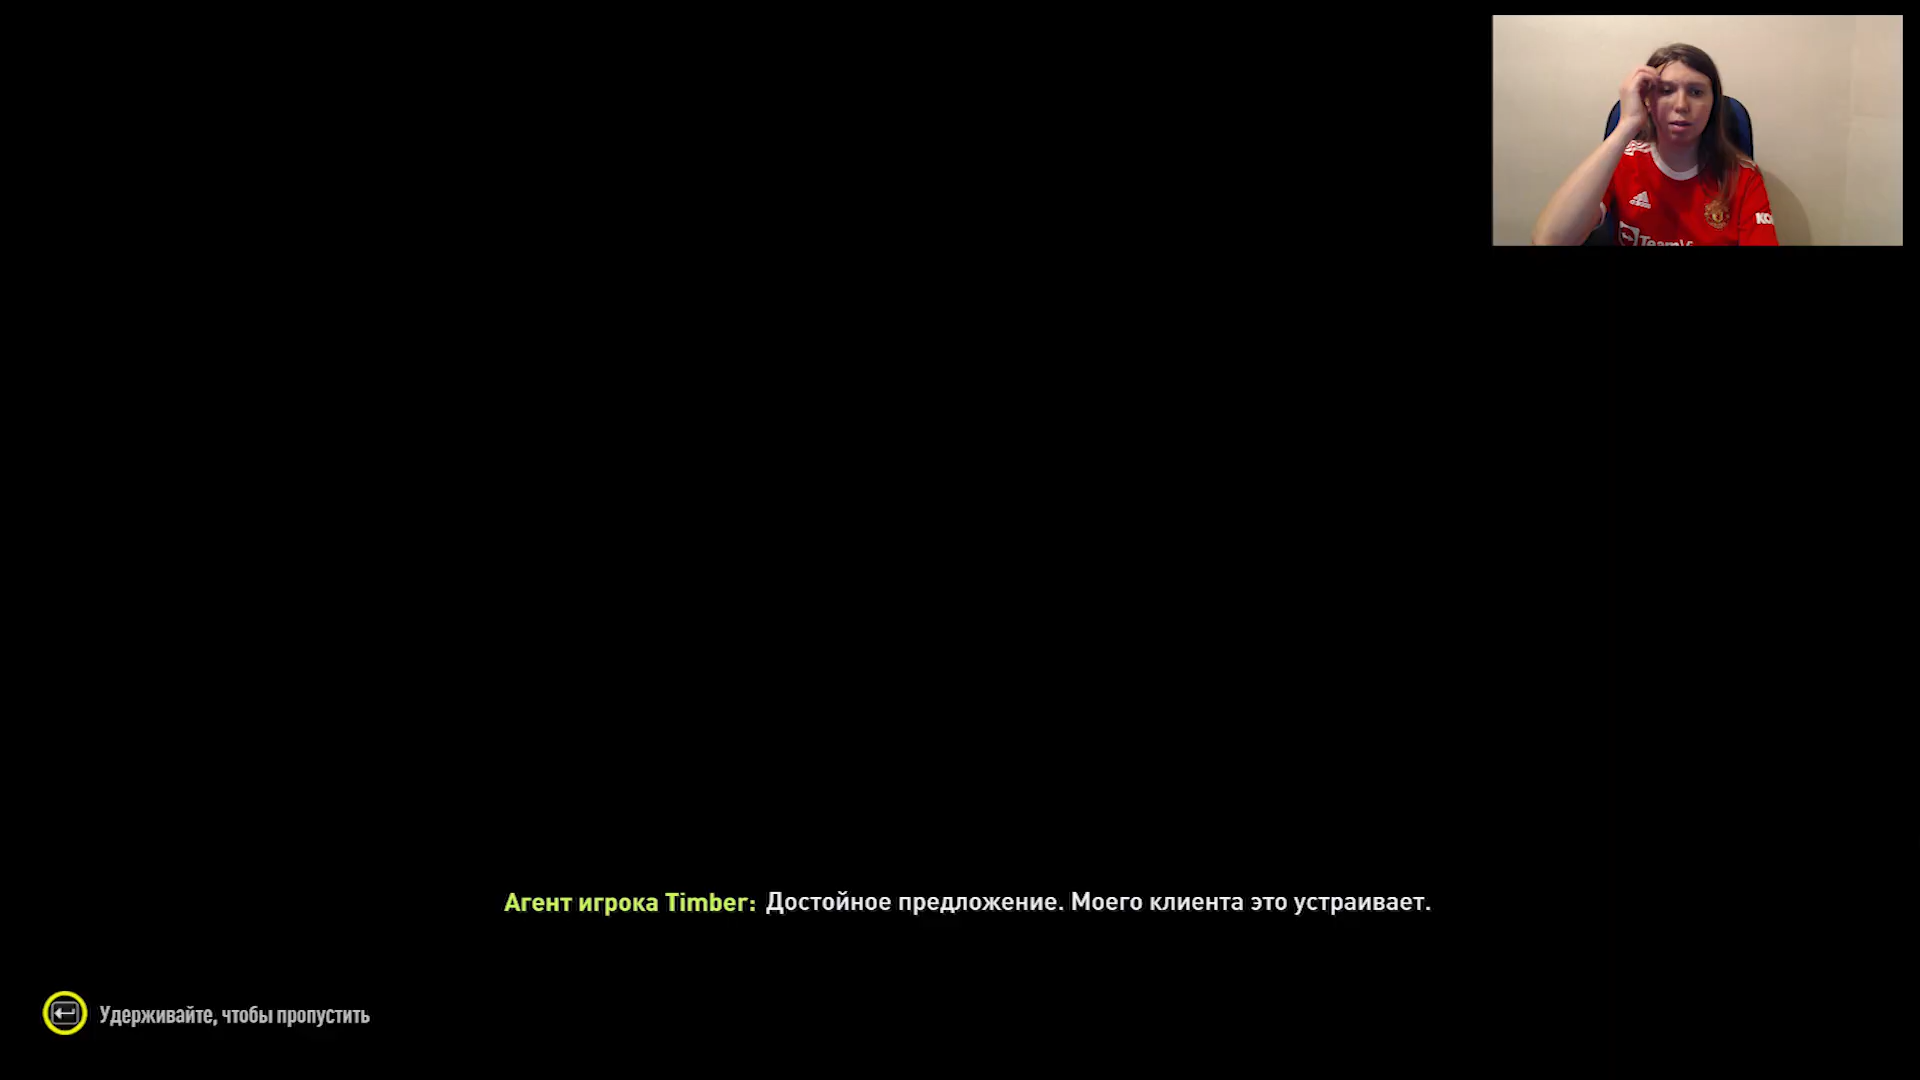 Агент игрока Timber: Достойное предложение. Моего клиента это устраивает.
Удерживайте, чтобы пропустить